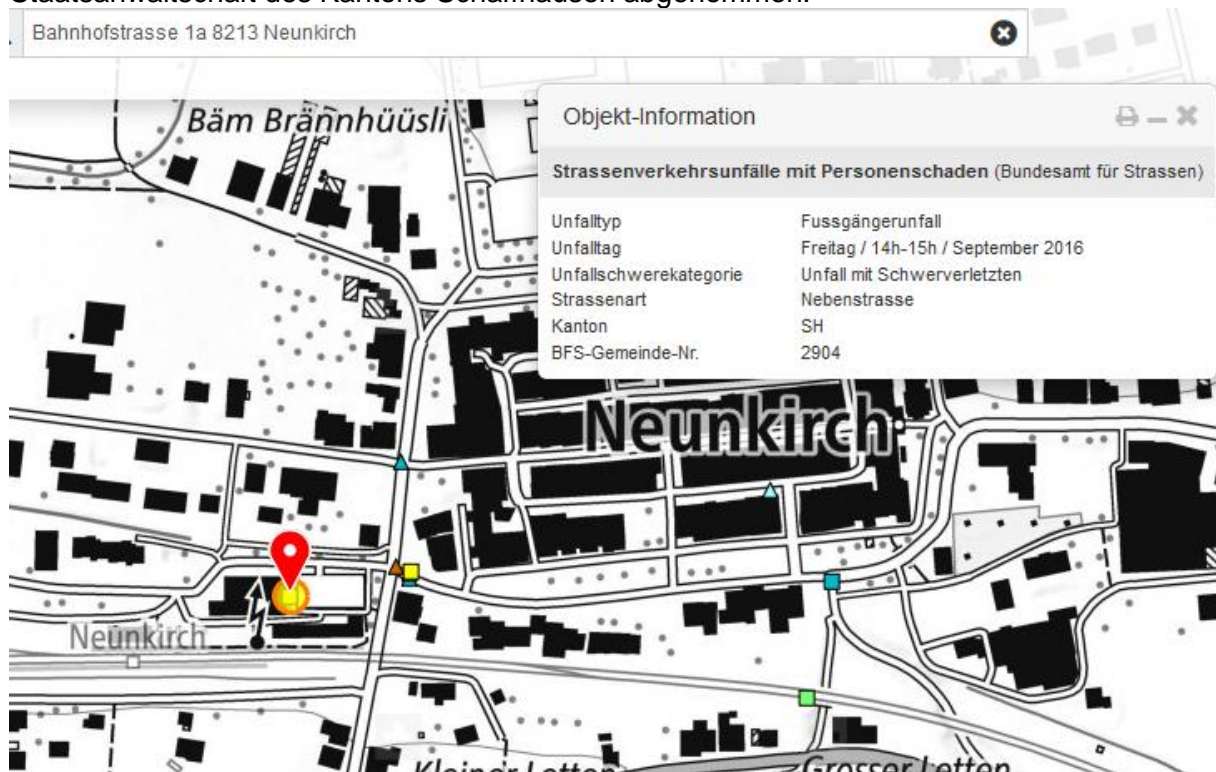 Staatsanwaltschaft des Kantons Schaffhausen abgenommen.
Bahnhofstrasse 1a 8213 Neunkirch
Bäm Brännhüüsli
Objekt-Information
Strassenverkehrsunfälle mit Personenschaden (Bundesamt für Strassen)
Unfalltyp Fussgängerunfall
Unfalltag Freitag / 14h-15h / September 2016
Unfallschwerekategorie Unfall mit Schwerverletzten
Strassenart Nebenstrasse
Kanton SH
BFS-Gemeinde-Nr. 2904
Neunkirch
Neunkirch
Kleiner Letten
Grosser Letten